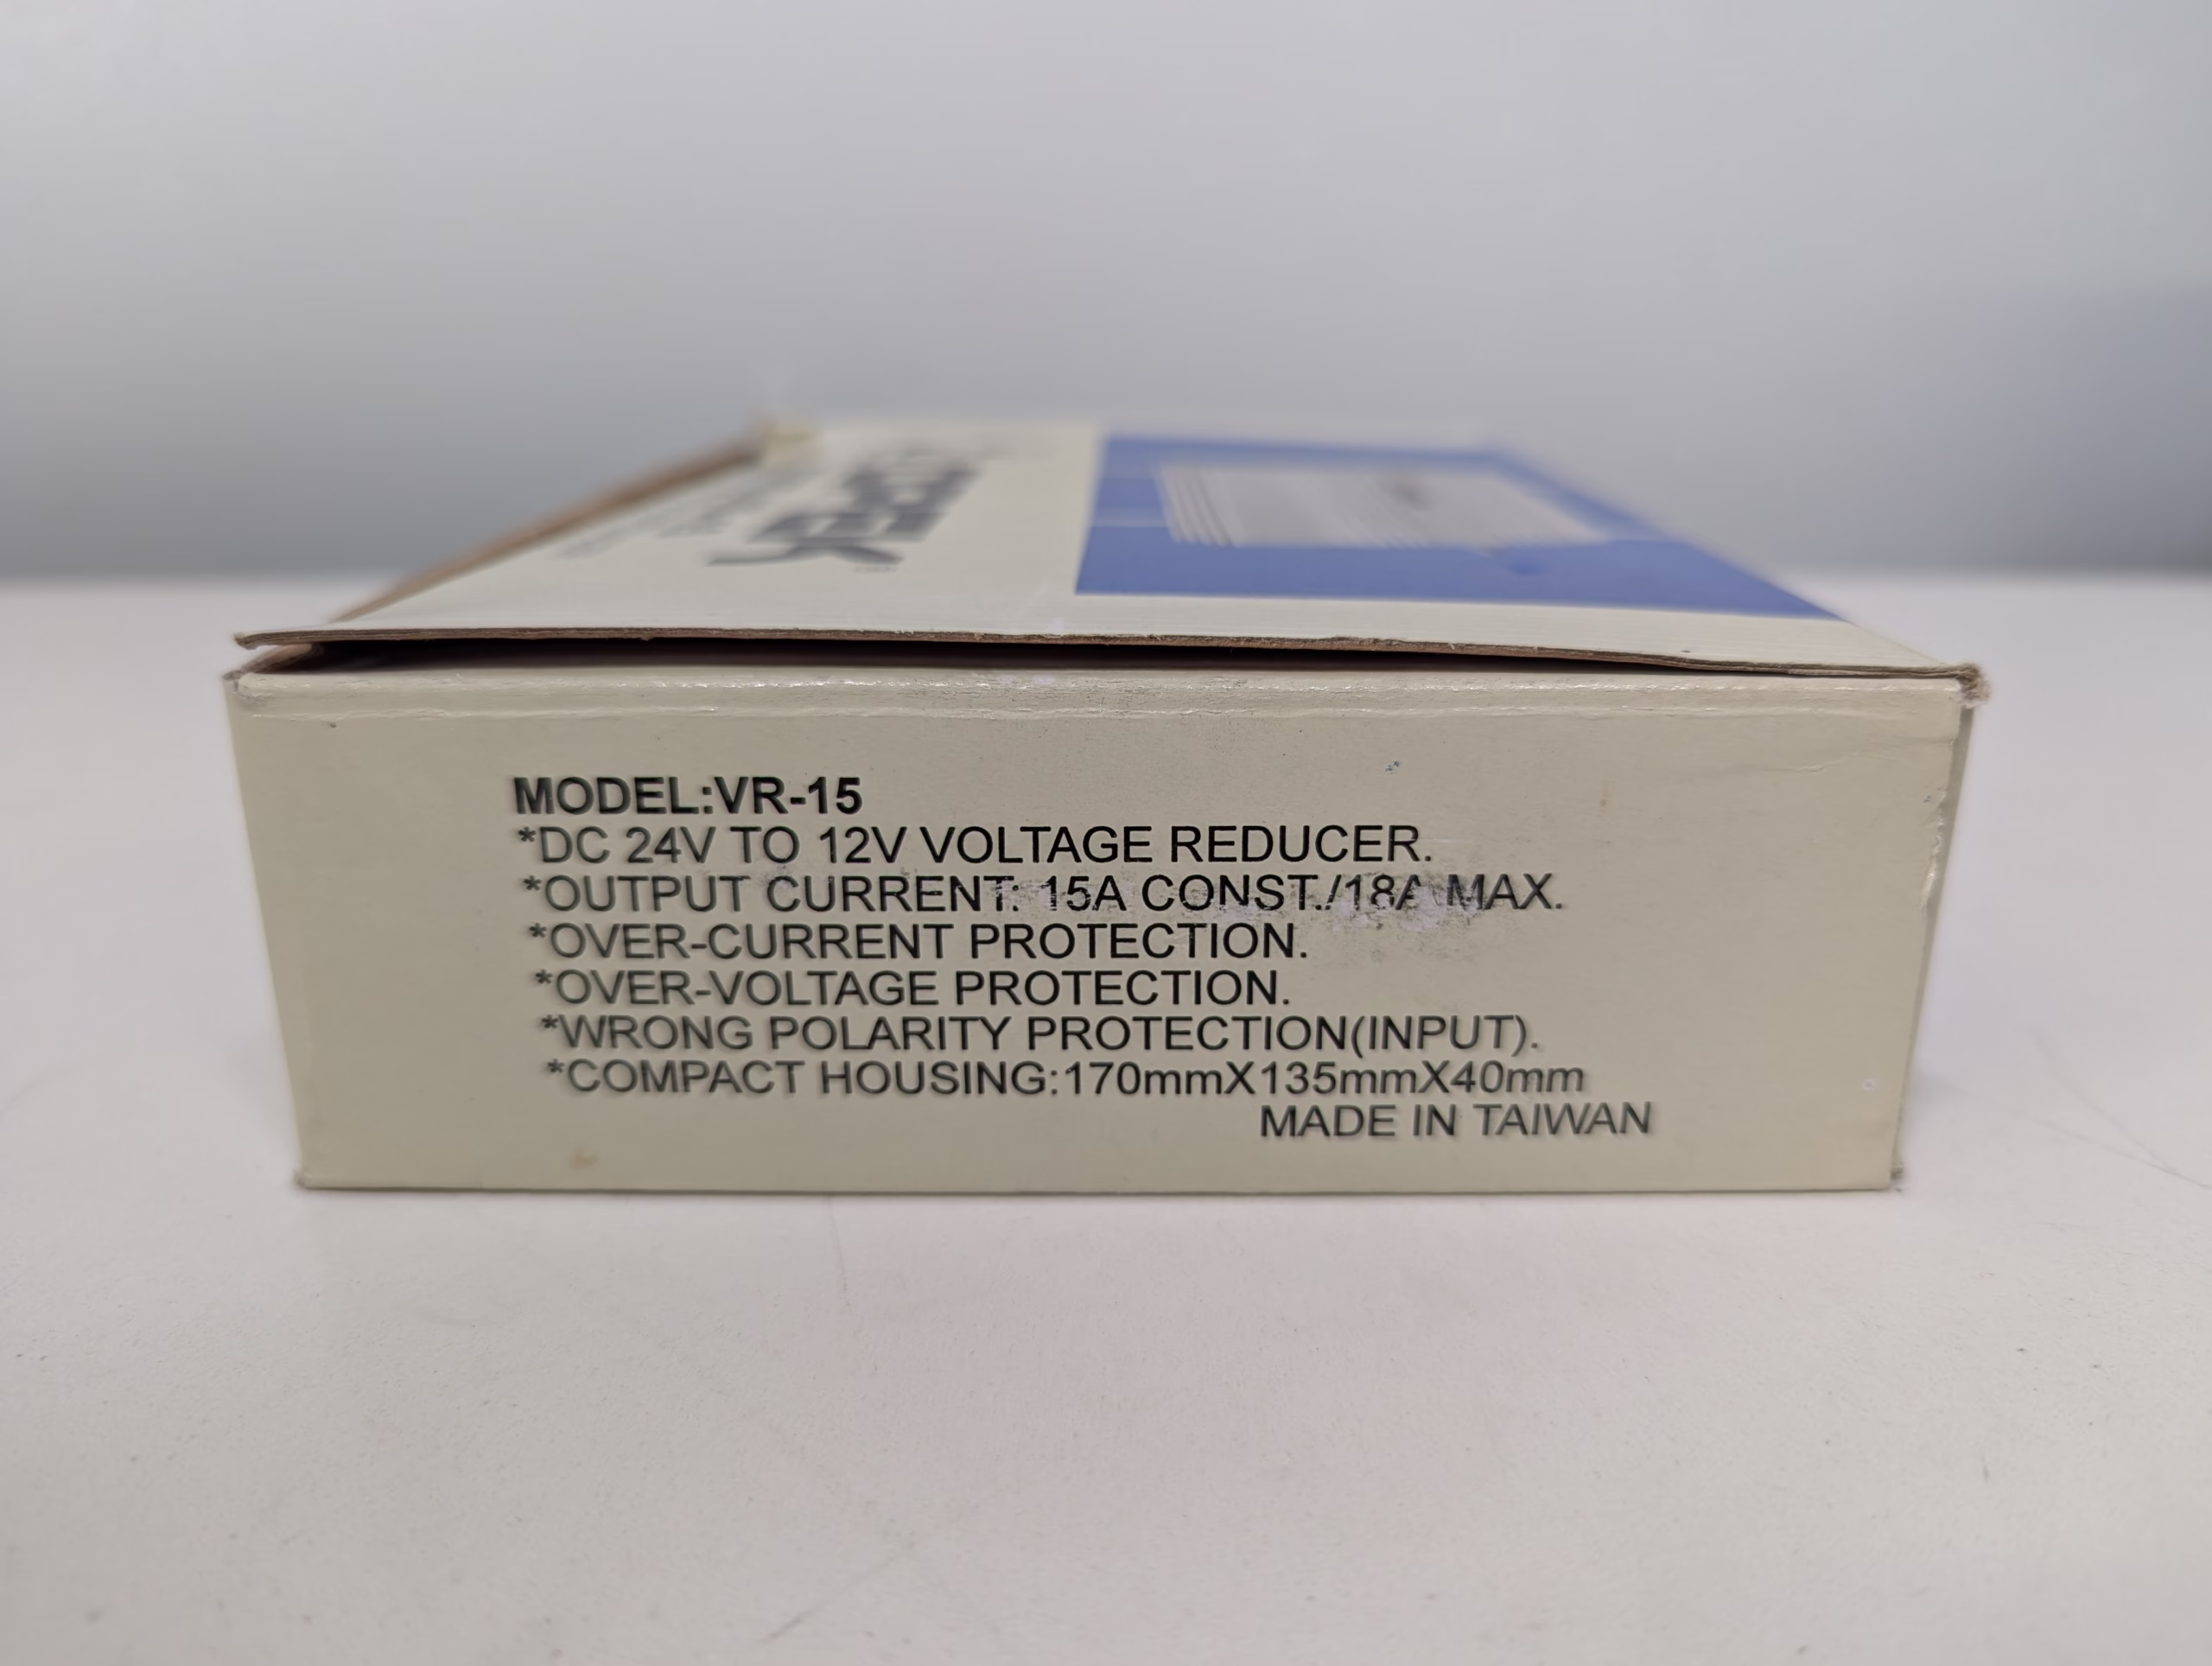 MODEL:VR-15
*DC 24V TO 12V VOLTAGE REDUCER.
*OUTPUT CURRENT: 15A CONST./18A MAX.
*OVER-CURRENT PROTECTION.
*OVER-VOLTAGE PROTECTION.
*WRONG POLARITY PROTECTION(INPUT).
*COMPACT HOUSING:170mmX135mmX40mm
MADE IN TAIWAN